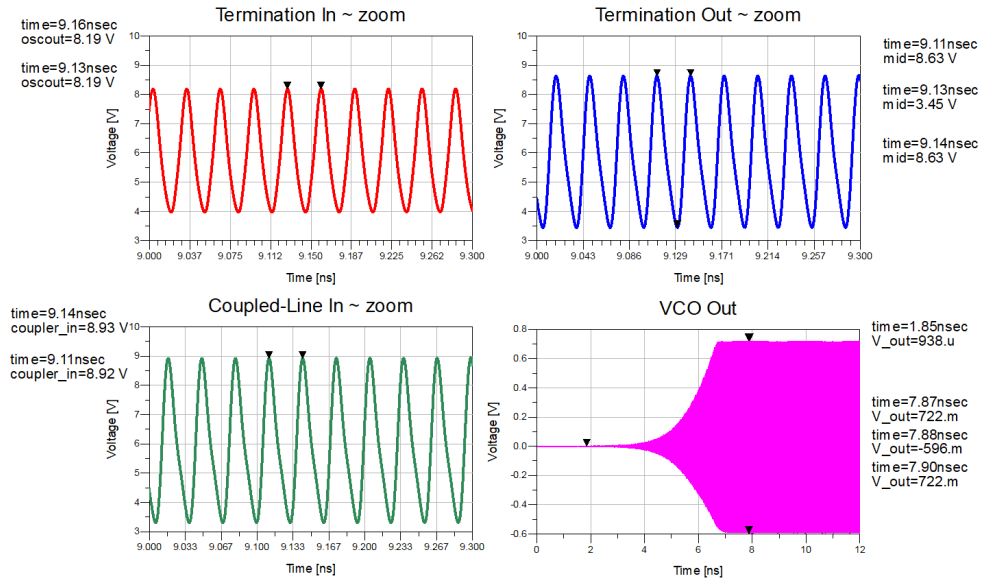 Termination In ~ zoom
time=9.16nsec
oscout=8.19 V
time=9.13nsec
oscout=8.19 V
Voltage [V]
10
9
8
7
6
5
4
3
9.000 9.037 9.075 9.112 9.150 9.187 9.225 9.262 9.300
Time [ns]
Termination Out ~ zoom
Voltage [V]
10
9
8
7
6
5
4
3
9.000 9.043 9.086 9.129 9.171 9.214 9.257 9.300
Time [ns]
time=9.11nsec
mid=8.63 V
time=9.13nsec
mid=3.45 V
time=9.14nsec
mid=8.63 V
Coupled-Line In ~ zoom
time=9.14nsec
coupler_in=8.93 V
time=9.11nsec
coupler_in=8.92 V
Voltage [V]
10
9
8
7
6
5
4
3
9.000 9.033 9.067 9.100 9.133 9.167 9.200 9.233 9.267 9.300
Time [ns]
VCO Out
Voltage [V]
0.8
0.6
0.4
0.2
0.0
-0.2
-0.4
-0.6
0 2 4 6 8 10 12
Time [ns]
time=1.85nsec
V_out=938.u
time=7.87nsec
V_out=722.m
time=7.88nsec
V_out=-596.m
time=7.90nsec
V_out=722.m